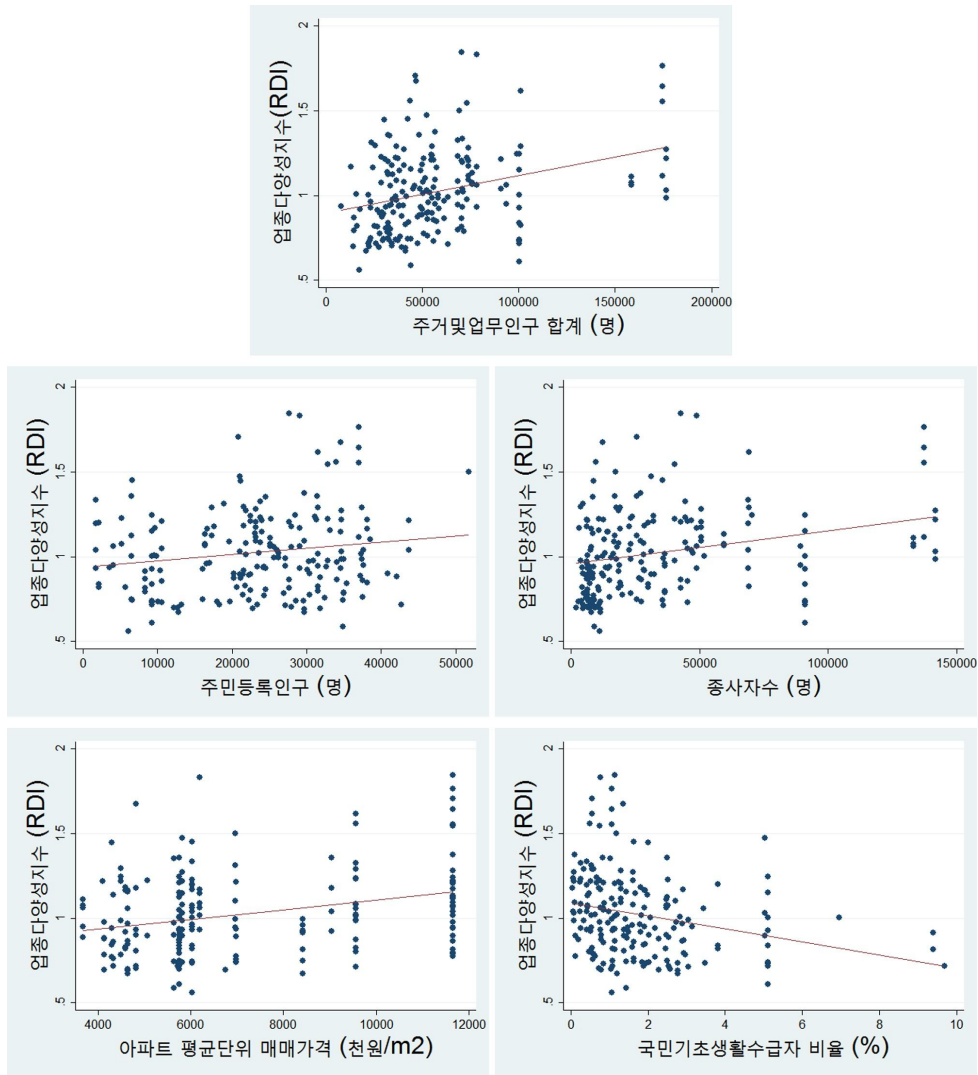 업종다양성지수(RDI)
2
1.5
1
.5
0 50000 100000 150000 200000
주거및업무인구 합계 (명)
업종다양성지수 (RDI)
2
1.5
1
.5
0 10000 20000 30000 40000 50000
주민등록인구 (명)
업종다양성지수 (RDI)
2
1.5
1
.5
0 50000 100000 150000
종사자수 (명)
업종다양성지수 (RDI)
2
1.5
1
.5
4000 6000 8000 10000 12000
아파트 평균단위 매매가격 (천원/m2)
업종다양성지수 (RDI)
2
1.5
1
.5
0 2 4 6 8 10
국민기초생활수급자 비율 (%)